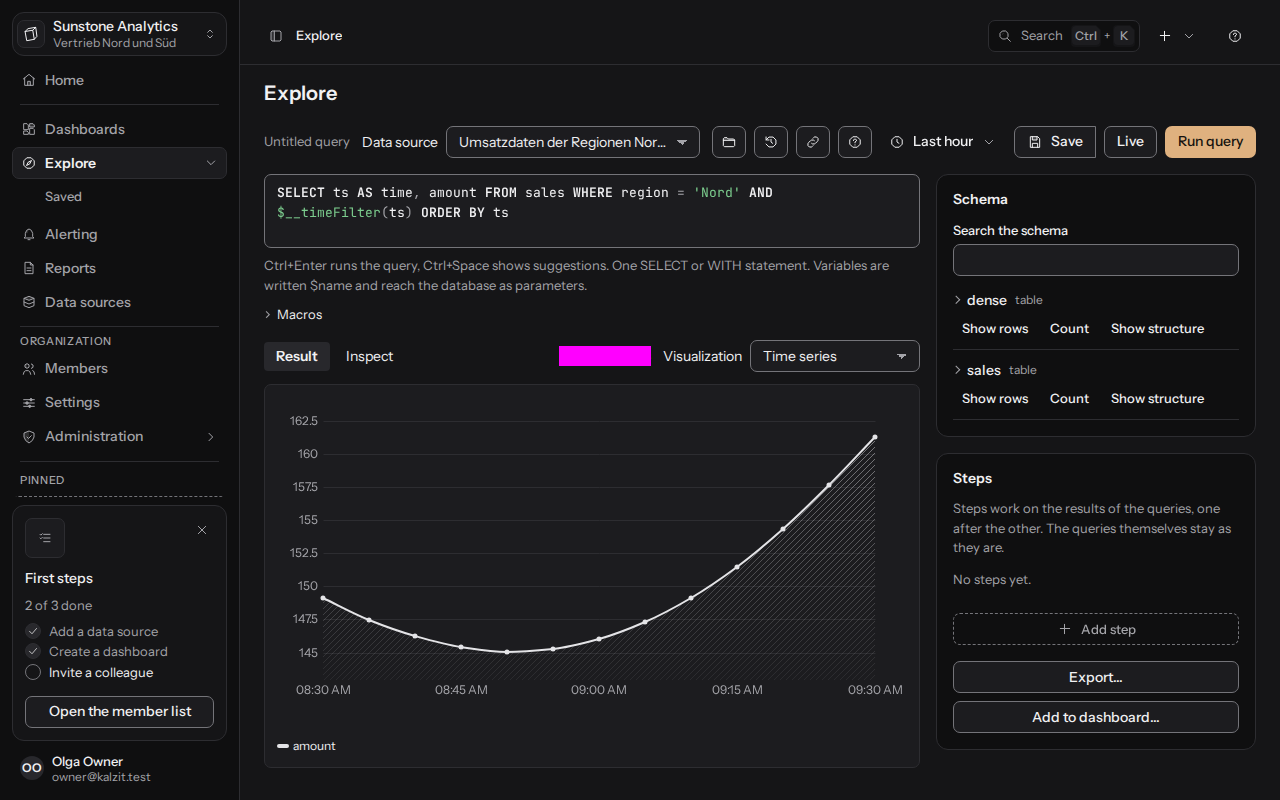 Sunstone Analytics
Vertrieb Nord und Süd
Home
Dashboards
Explore
Saved
Alerting
Reports
Data sources
ORGANIZATION
Members
Settings
Administration
PINNED
First steps
2 of 3 done
Add a data source
Create a dashboard
Invite a colleague
Open the member list
OO
Olga Owner
owner@kalzit.test
Explore
Search Ctrl + K
Explore
Untitled query Data source Umsatzdaten der Regionen Nor... Last hour Save Live Run query
SELECT ts AS time, amount FROM sales WHERE region = 'Nord' AND
$__timeFilter(ts) ORDER BY ts
Ctrl+Enter runs the query, Ctrl+Space shows suggestions. One SELECT or WITH statement. Variables are
written $name and reach the database as parameters.
Macros
Result Inspect Visualization Time series
162.5
160
157.5
155
152.5
150
147.5
145
08:30 AM 08:45 AM 09:00 AM 09:15 AM 09:30 AM
amount
Schema
Search the schema
dense table
Show rows Count Show structure
sales table
Show rows Count Show structure
Steps
Steps work on the results of the queries, one
after the other. The queries themselves stay as
they are.
No steps yet.
Add step
Export...
Add to dashboard...